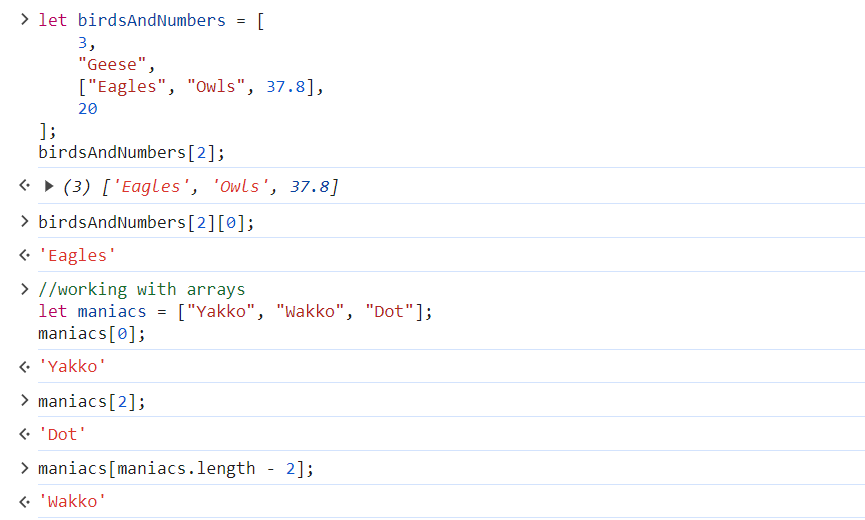 > let birdsAndNumbers = [
3,
"Geese",
["Eagles", "Owls", 37.8],
20
];
birdsAndNumbers[2];
(3) ['Eagles', 'Owls', 37.8]
> birdsAndNumbers[2][0];
'Eagles'
> //working with arrays
let maniacs = ["Yakko", "Wakko", "Dot"];
maniacs[0];
'Yakko'
> maniacs[2];
'Dot'
> maniacs[maniacs.length - 2];
'Wakko'